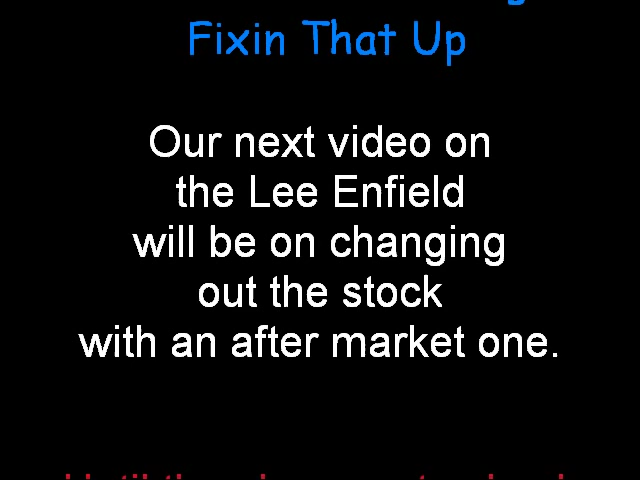 Fixin That Up
Our next video on
the Lee Enfield
will be on changing
out the stock
with an after market one.